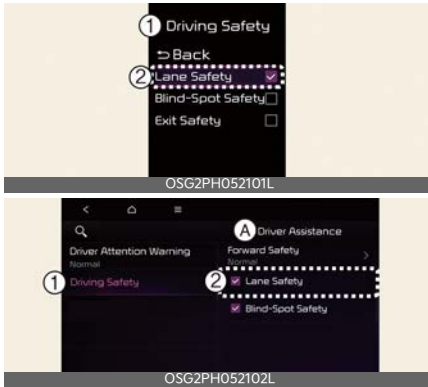 ① Driving Safety
⮌ Back
② Lane Safety
Blind-Spot Safety
Exit Safety
OSG2PH052101L
Ⓐ Driver Assistance
Driver Attention Warning
Normal
① Driving Safety
Forward Safety
Normal
② Lane Safety
Blind-Spot Safety
OSG2PH052102L